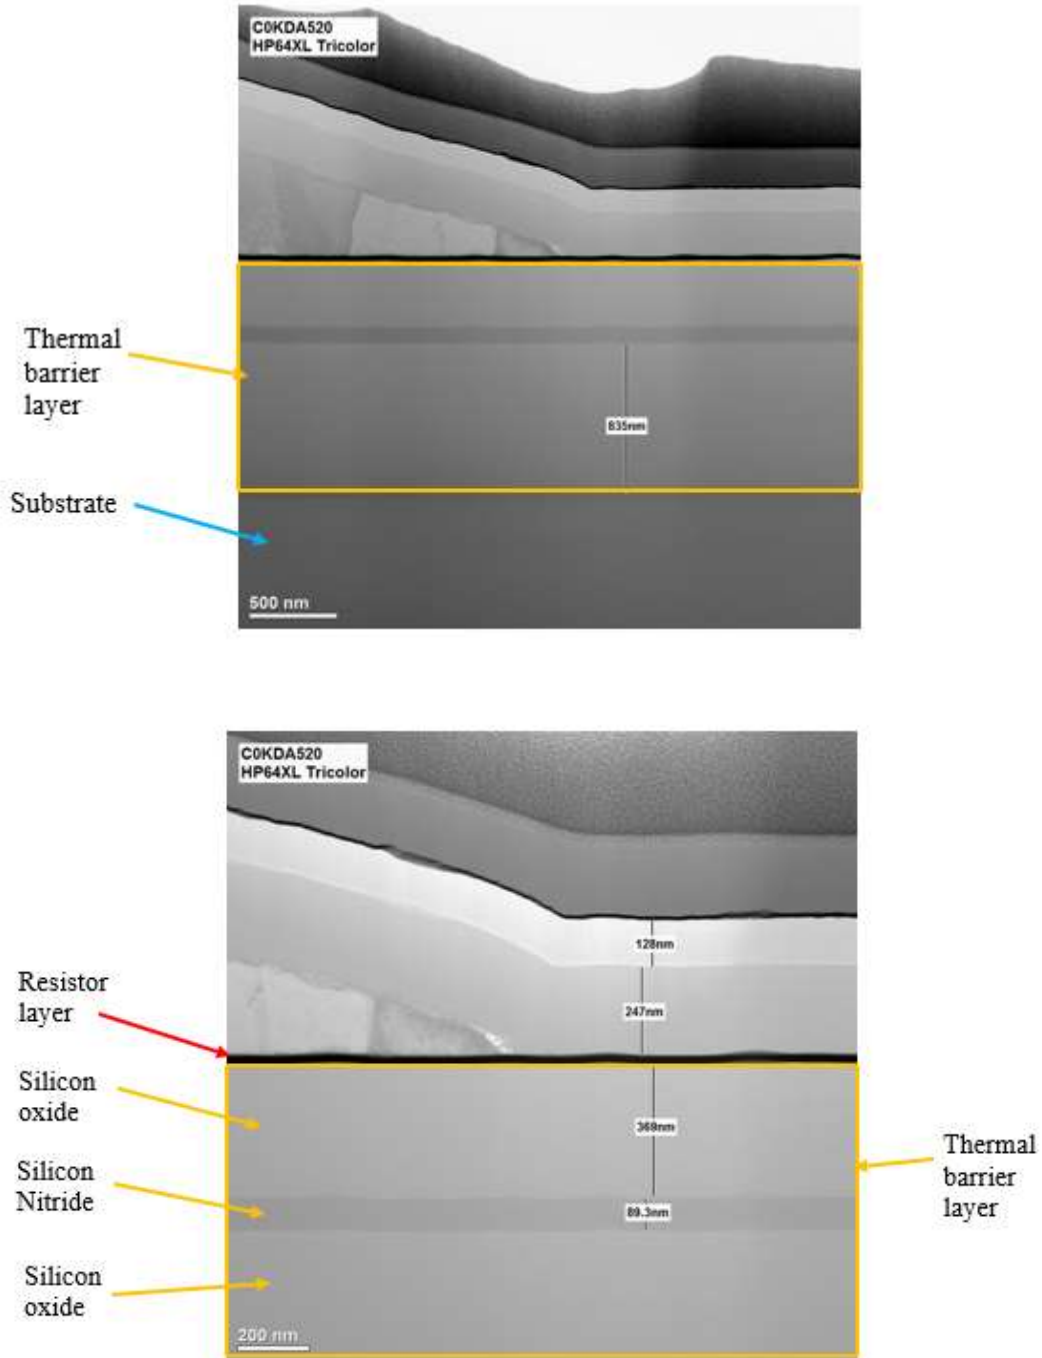 C0KDA520
HP64XL Tricolor
Thermal
barrier
layer
835nm
Substrate
500 nm
C0KDA520
HP64XL Tricolor
128nm
247nm
Resistor
layer
Silicon
oxide
369nm
Thermal
barrier
layer
Silicon
Nitride
89.3nm
Silicon
oxide
200 nm